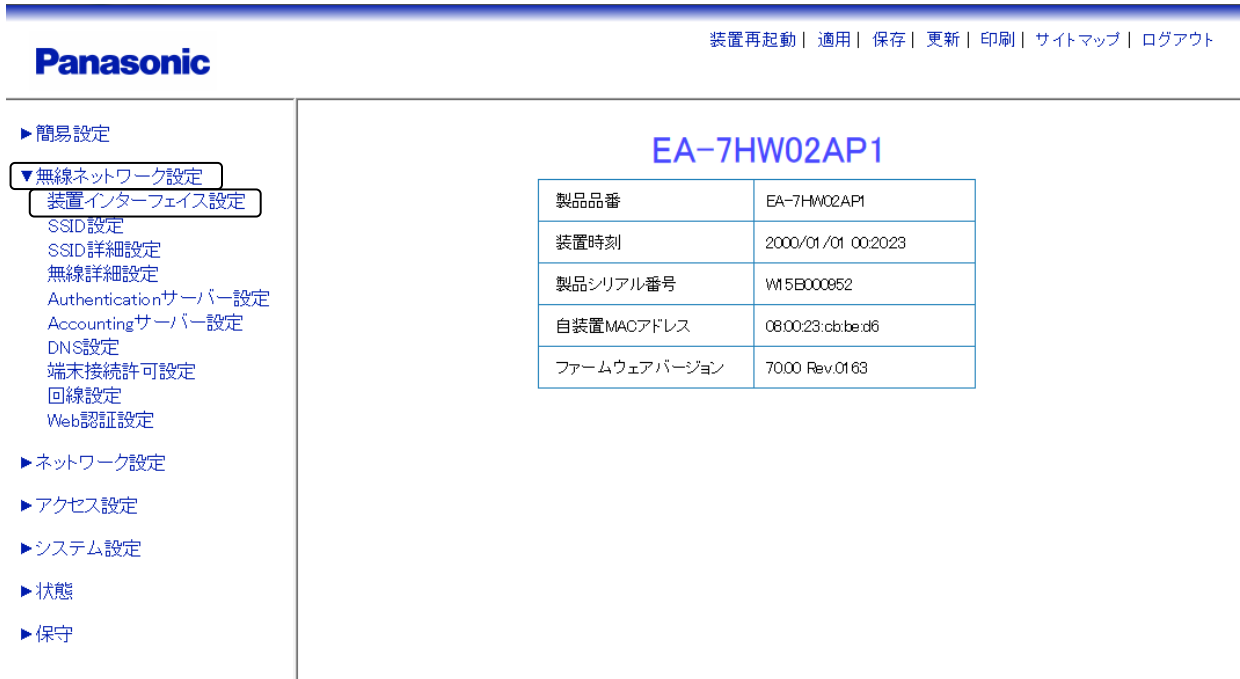 Panasonic
装置再起動| 適用| 保存| 更新| 印刷| サイトマップ| ログアウト
▶簡易設定
▼無線ネットワーク設定
装置インターフェイス設定
SSID設定
SSID詳細設定
無線詳細設定
Authenticationサーバー設定
Accountingサーバー設定
DNS設定
端末接続許可設定
回線設定
Web認証設定
▶ネットワーク設定
▶アクセス設定
▶システム設定
▶状態
▶保守
EA-7HW02AP1
製品品番 EA-7HW02AP1
装置時刻 2000/01/01 00:20:23
製品シリアル番号 W15B000952
自装置MACアドレス 08:00:23:cb:be:d6
ファームウェアバージョン 70.00 Rev.0163